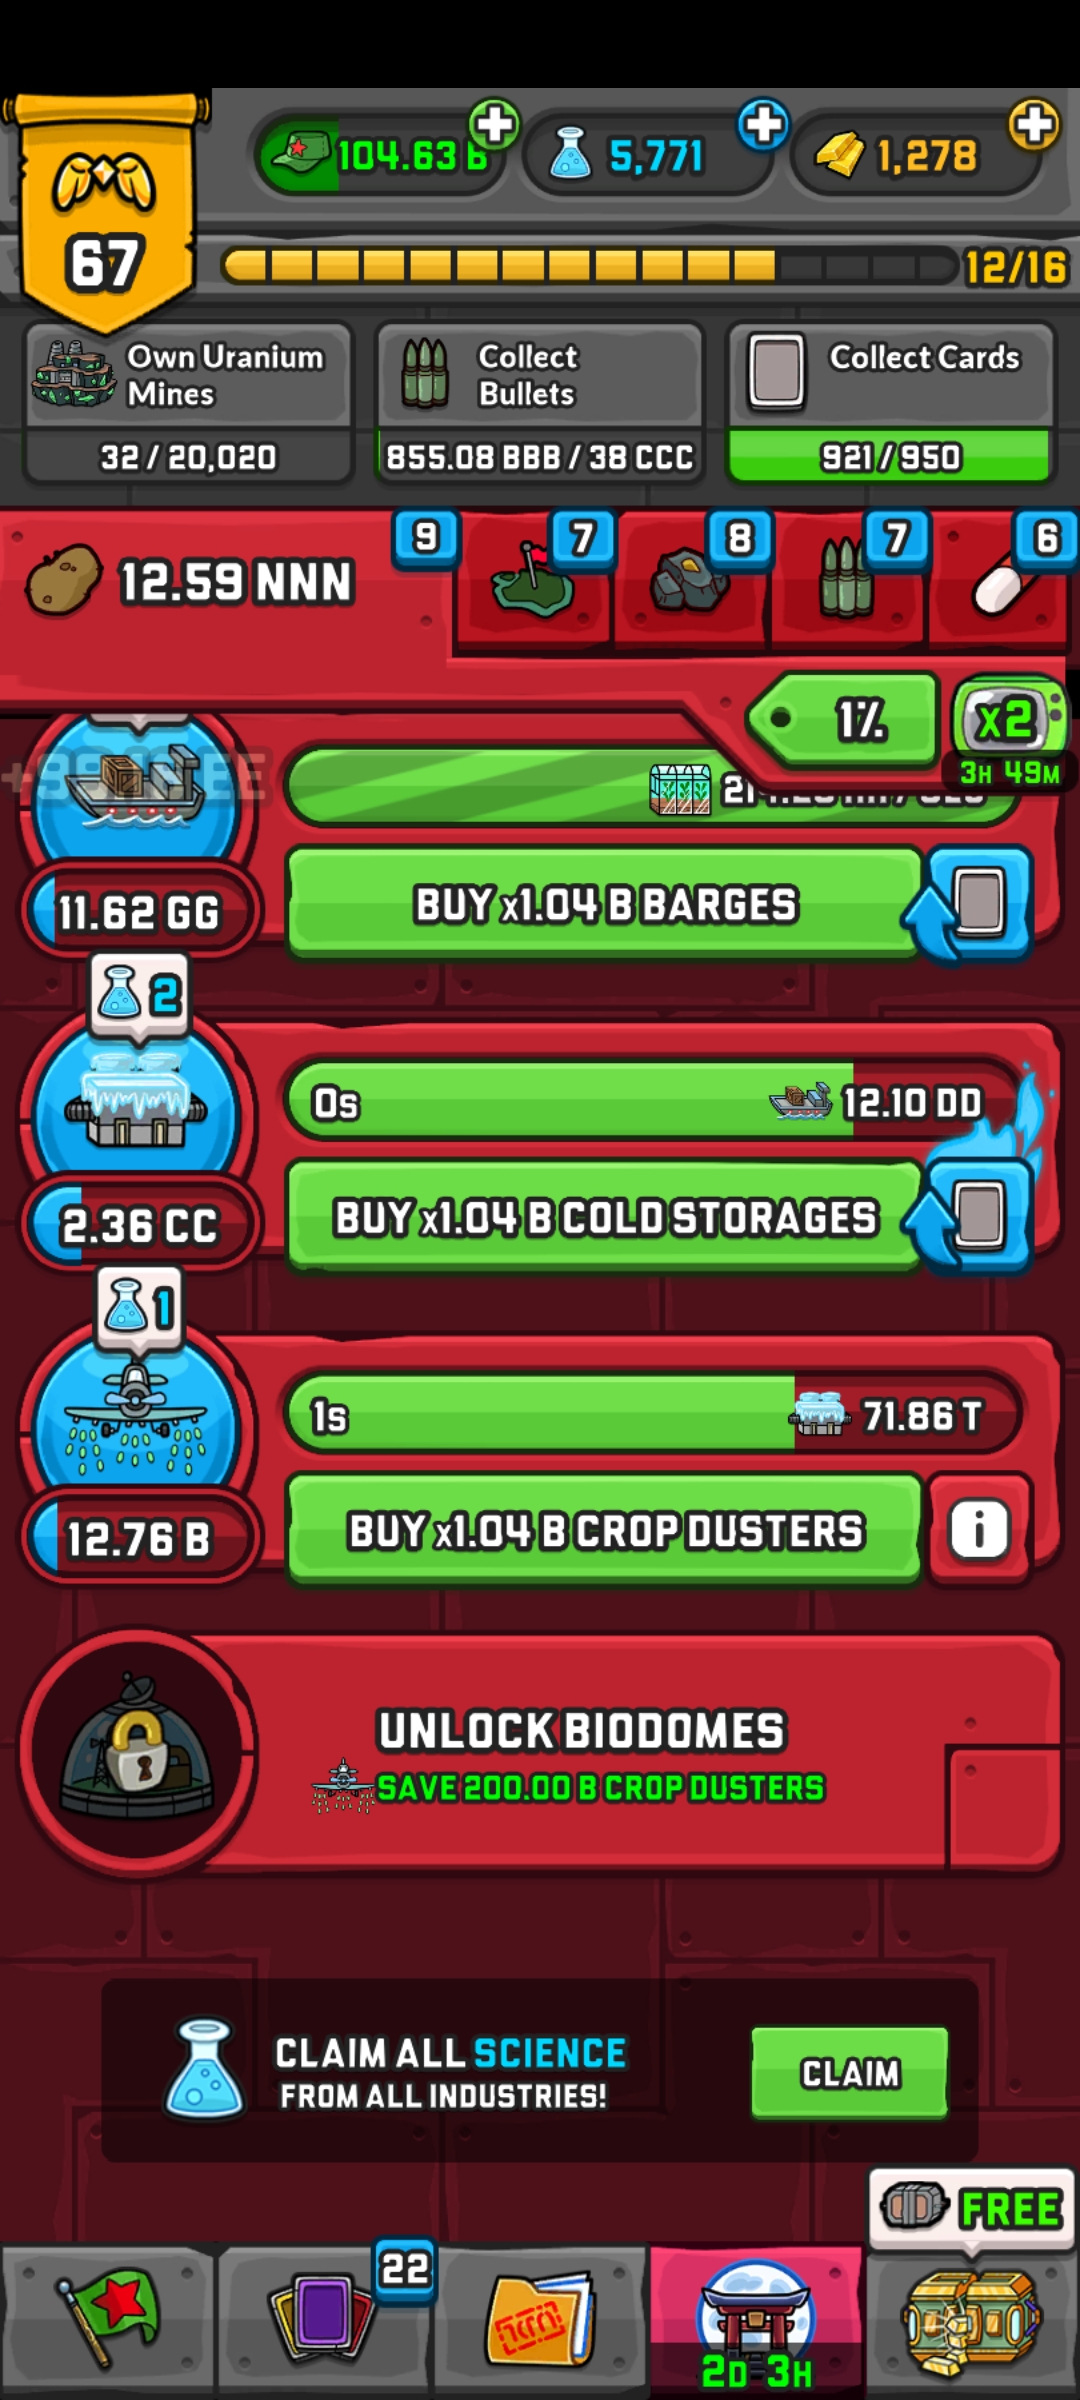 104.63 B
5,771
1,278
67
12/16
Own Uranium
Mines
32 / 20,020
Collect
Bullets
855.08 BBB / 38 CCC
Collect Cards
921 / 950
12.59 NNN
9
7
8
7
6
1%
x2
3H 49M
11.62 GG
BUY x1.04 B BARGES
2
0s
12.10 DD
2.36 CC
BUY x1.04 B COLD STORAGES
1
1s
71.86 T
12.76 B
BUY x1.04 B CROP DUSTERS
i
UNLOCK BIODOMES
SAVE 200.00 B CROP DUSTERS
CLAIM ALL SCIENCE
FROM ALL INDUSTRIES!
CLAIM
FREE
22
2D 3H